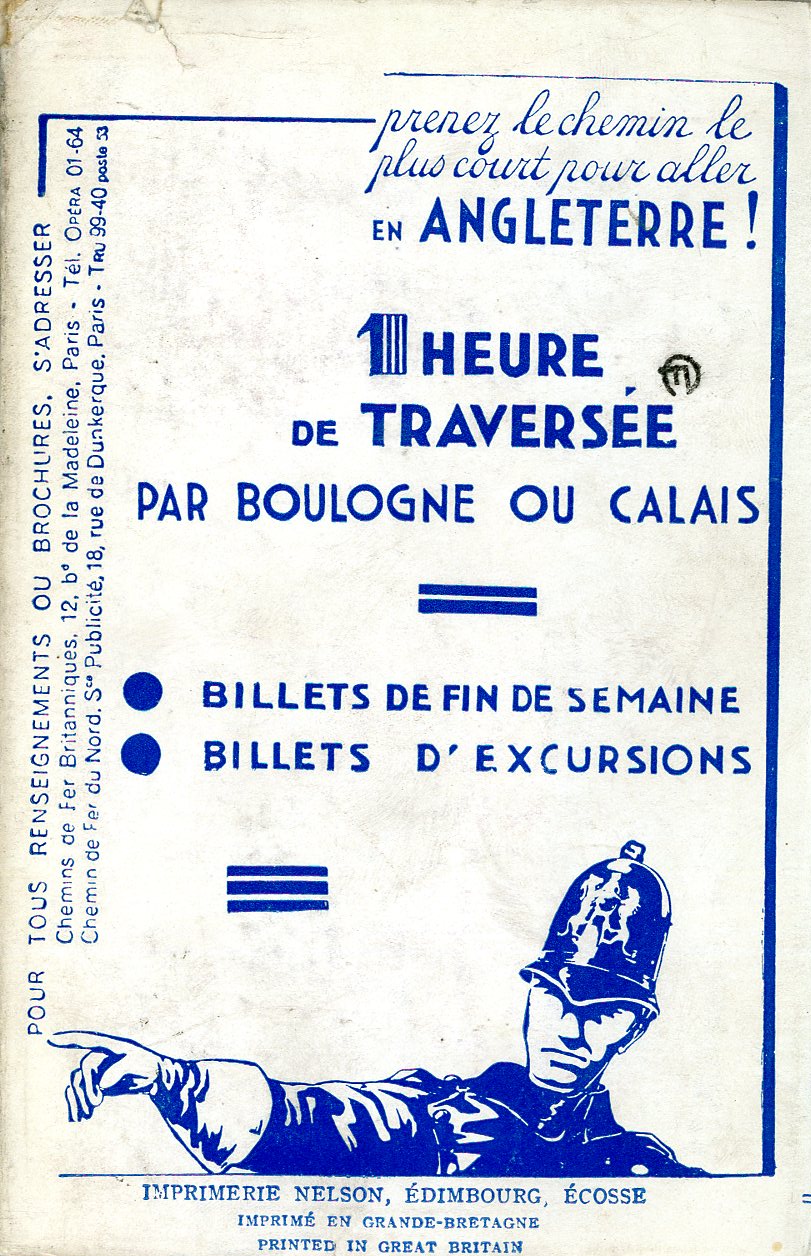 prenez le chemin le
plus court pour aller
EN ANGLETERRE !
1 HEURE
DE TRAVERSÉE
PAR BOULOGNE OU CALAIS
BILLETS DE FIN DE SEMAINE
BILLETS D'EXCURSIONS
POUR TOUS RENSEIGNEMENTS OU BROCHURES, S'ADRESSER
Chemins de Fer Britanniques, 12, bᵈ de la Madeleine, Paris - Tél. OPÉRA 01-64
Chemin de Fer du Nord. Sᶜᵉ Publicité, 18, rue de Dunkerque, Paris - TRU 99-40 poste 53
IMPRIMERIE NELSON, ÉDIMBOURG, ÉCOSSE
IMPRIMÉ EN GRANDE-BRETAGNE
PRINTED IN GREAT BRITAIN